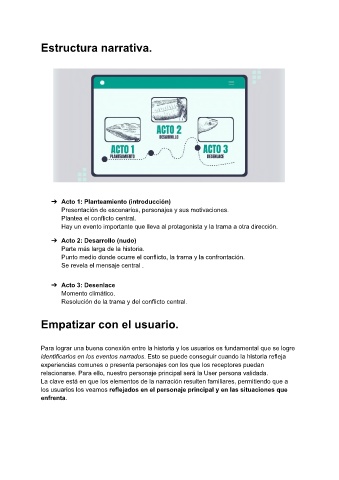 Estructura narrativa.
ACTO 2
DESARROLLO
ACTO 1
PLANTEAMIENTO
ACTO 3
DESENLACE
➔ Acto 1: Planteamiento (introducción)
Presentación de escenarios, personajes y sus motivaciones.
Plantea el conflicto central.
Hay un evento importante que lleva al protagonista y la trama a otra dirección.
➔ Acto 2: Desarrollo (nudo)
Parte más larga de la historia.
Punto medio donde ocurre el conflicto, la trama y la confrontación.
Se revela el mensaje central .
➔ Acto 3: Desenlace
Momento climático.
Resolución de la trama y del conflicto central.
Empatizar con el usuario.
Para lograr una buena conexión entre la historia y los usuarios es fundamental que se logre
identificarlos en los eventos narrados. Esto se puede conseguir cuando la historia refleja
experiencias comunes o presenta personajes con los que los receptores puedan
relacionarse. Para ello, nuestro personaje principal será la User persona validada.
La clave está en que los elementos de la narración resulten familiares, permitiendo que a
los usuarios los veamos reflejados en el personaje principal y en las situaciones que
enfrenta.